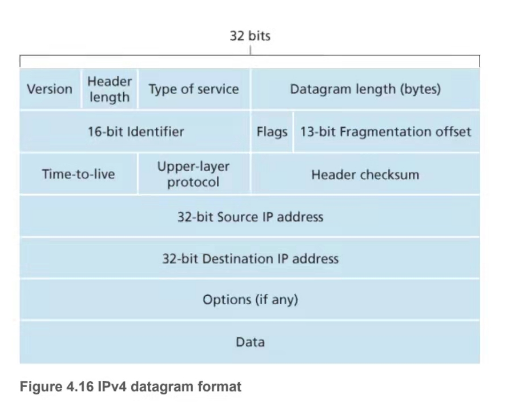 32 bits
Version
Header
length
Type of service
Datagram length (bytes)
16-bit Identifier
Flags
13-bit Fragmentation offset
Time-to-live
Upper-layer
protocol
Header checksum
32-bit Source IP address
32-bit Destination IP address
Options (if any)
Data
Figure 4.16 IPv4 datagram format